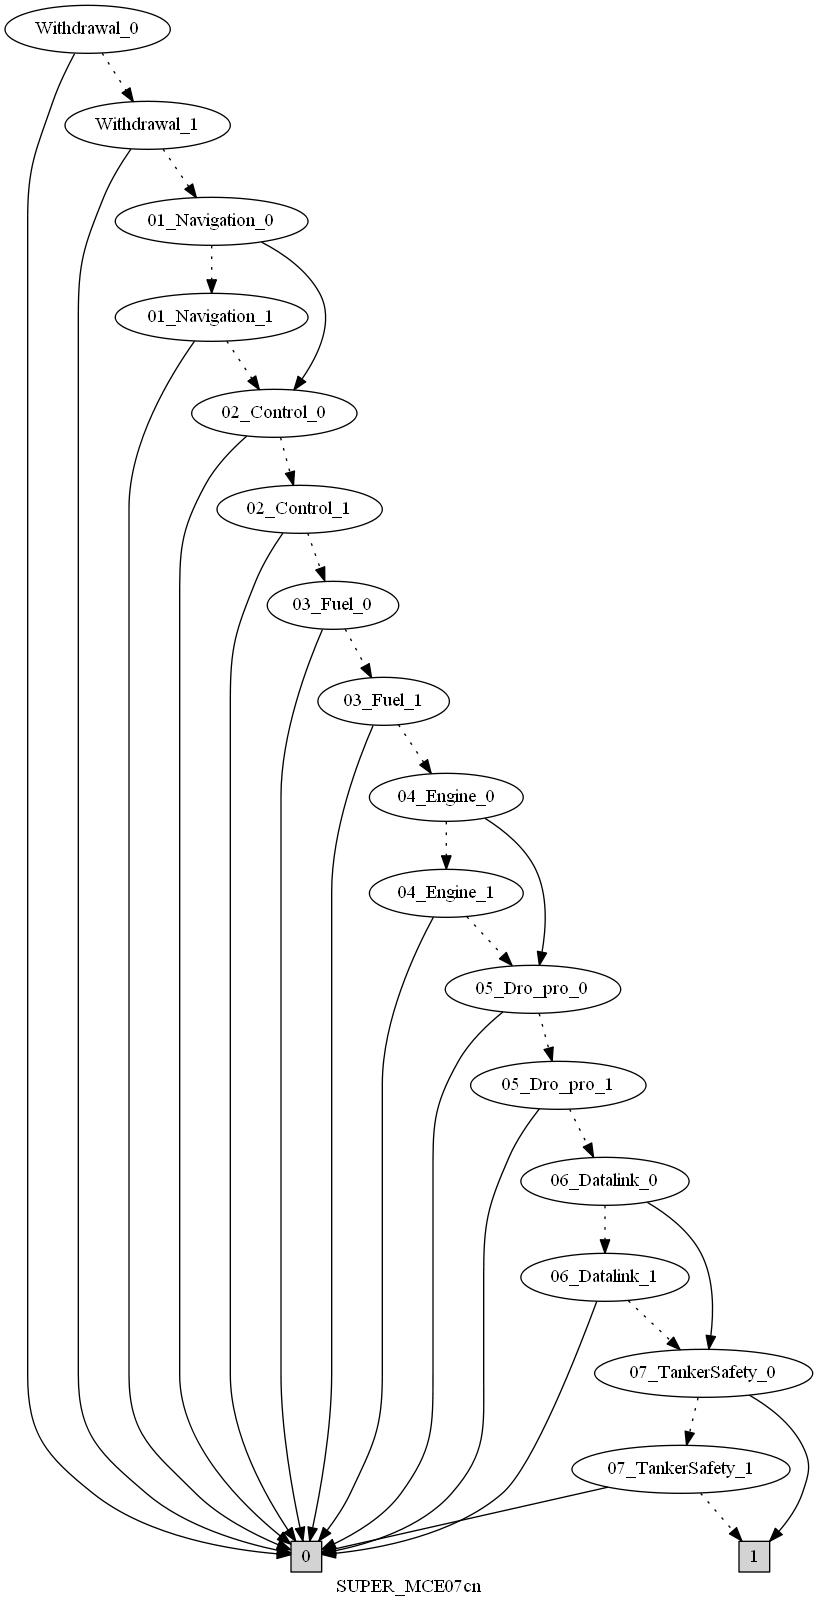 Withdrawal_0
Withdrawal_1
01_Navigation_0
01_Navigation_1
02_Control_0
02_Control_1
03_Fuel_0
03_Fuel_1
04_Engine_0
04_Engine_1
05_Dro_pro_0
05_Dro_pro_1
06_Datalink_0
06_Datalink_1
07_TankerSafety_0
07_TankerSafety_1
0
1
SUPER_MCE07cn